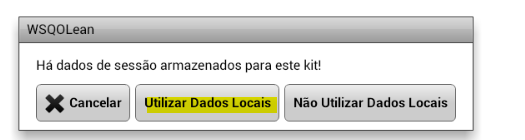 WSQOLean
Há dados de sessão armazenados para este kit!
Cancelar Utilizar Dados Locais Não Utilizar Dados Locais